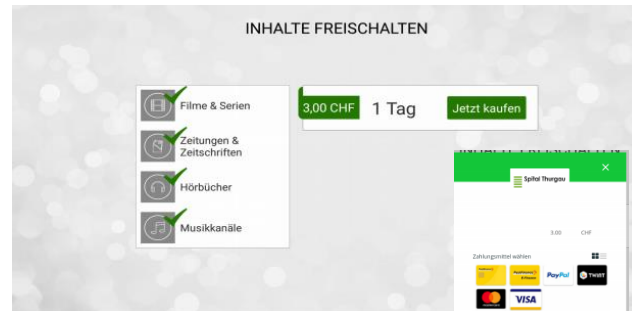 INHALTE FREISCHALTEN
Filme & Serien
Zeitungen &
Zeitschriften
Hörbücher
Musikkanäle
3,00 CHF
1 Tag
Jetzt kaufen
Spital Thurgau
3.00 CHF
Zahlungsmittel wählen
PayPal
TWINT
VISA